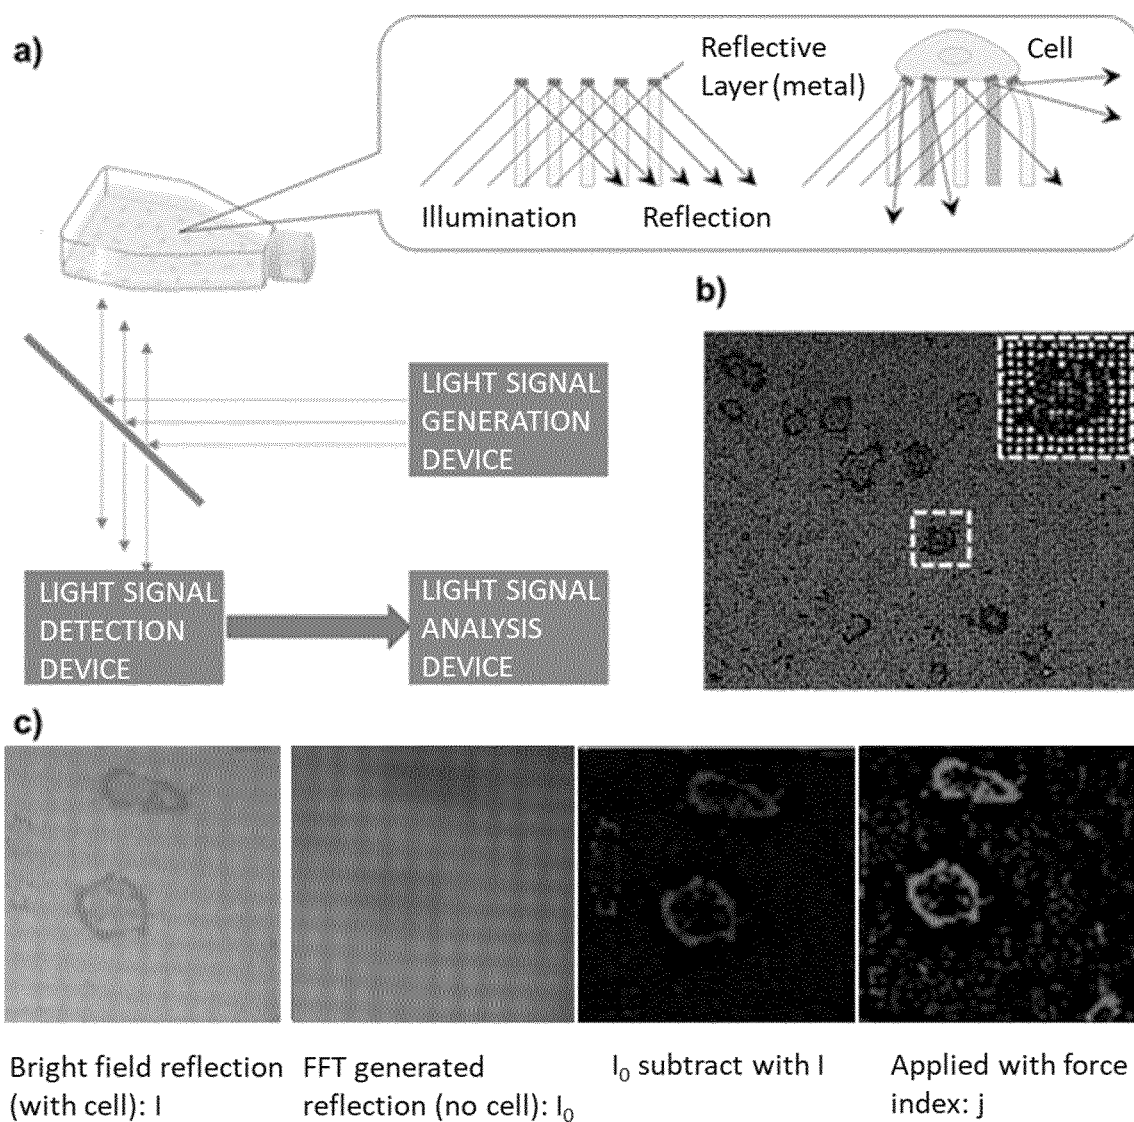 a)
Reflective
Layer (metal)
Cell
Illumination
Reflection
b)
LIGHT SIGNAL
GENERATION
DEVICE
LIGHT SIGNAL
DETECTION
DEVICE
LIGHT SIGNAL
ANALYSIS
DEVICE
c)
Bright field reflection
(with cell): I
FFT generated
reflection (no cell): I₀
I₀ subtract with I
Applied with force
index: j